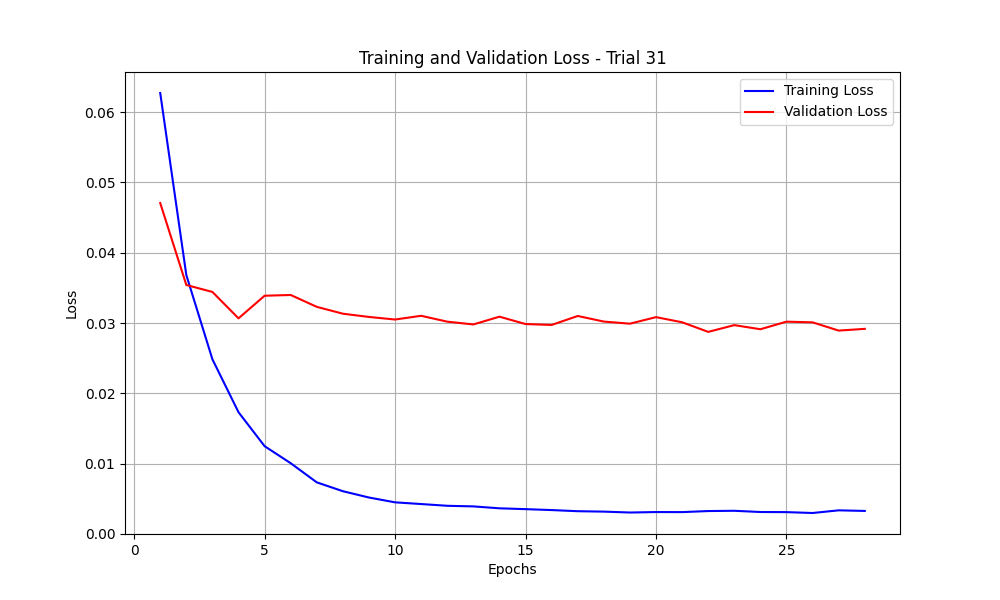 Training and Validation Loss - Trial 31
Training Loss
Validation Loss
0.06
0.05
0.04
0.03
0.02
0.01
0.00
Loss
0 5 10 15 20 25
Epochs